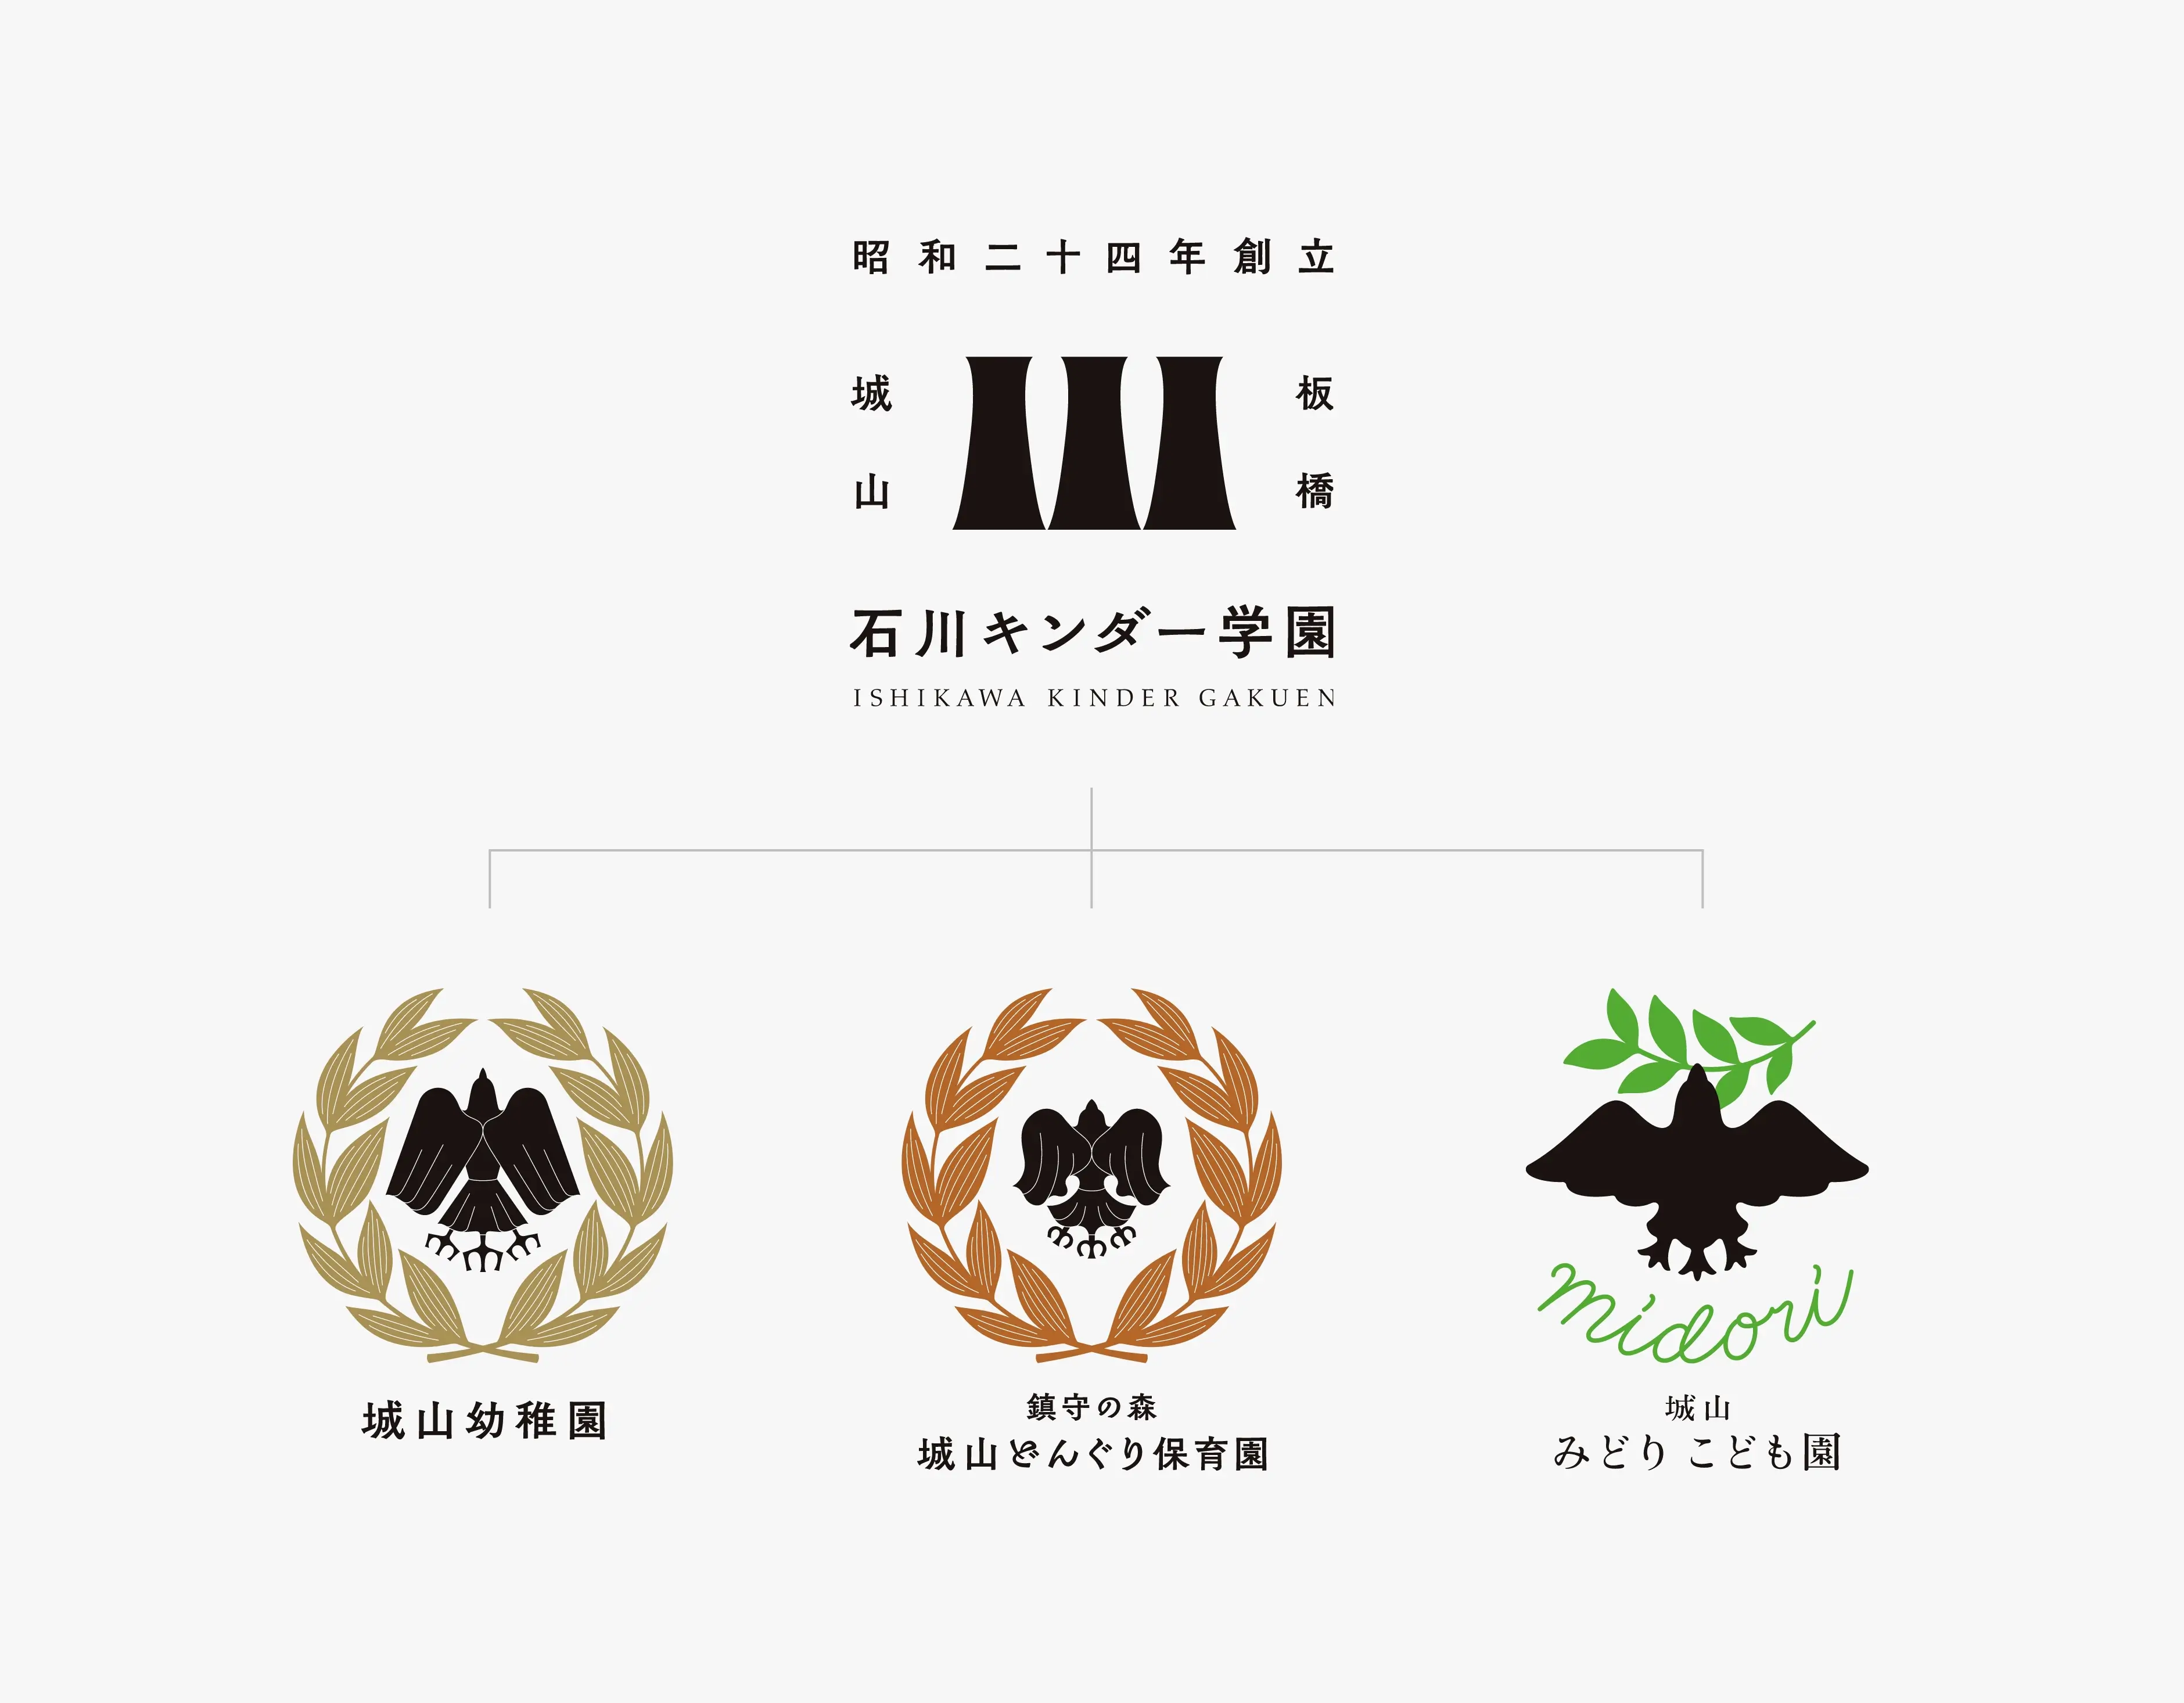 昭和二十四年創立
城山
板橋
石川キンダー学園
ISHIKAWA KINDER GAKUEN
城山幼稚園
鎮守の森
城山どんぐり保育園
midori
城山
みどり こども園